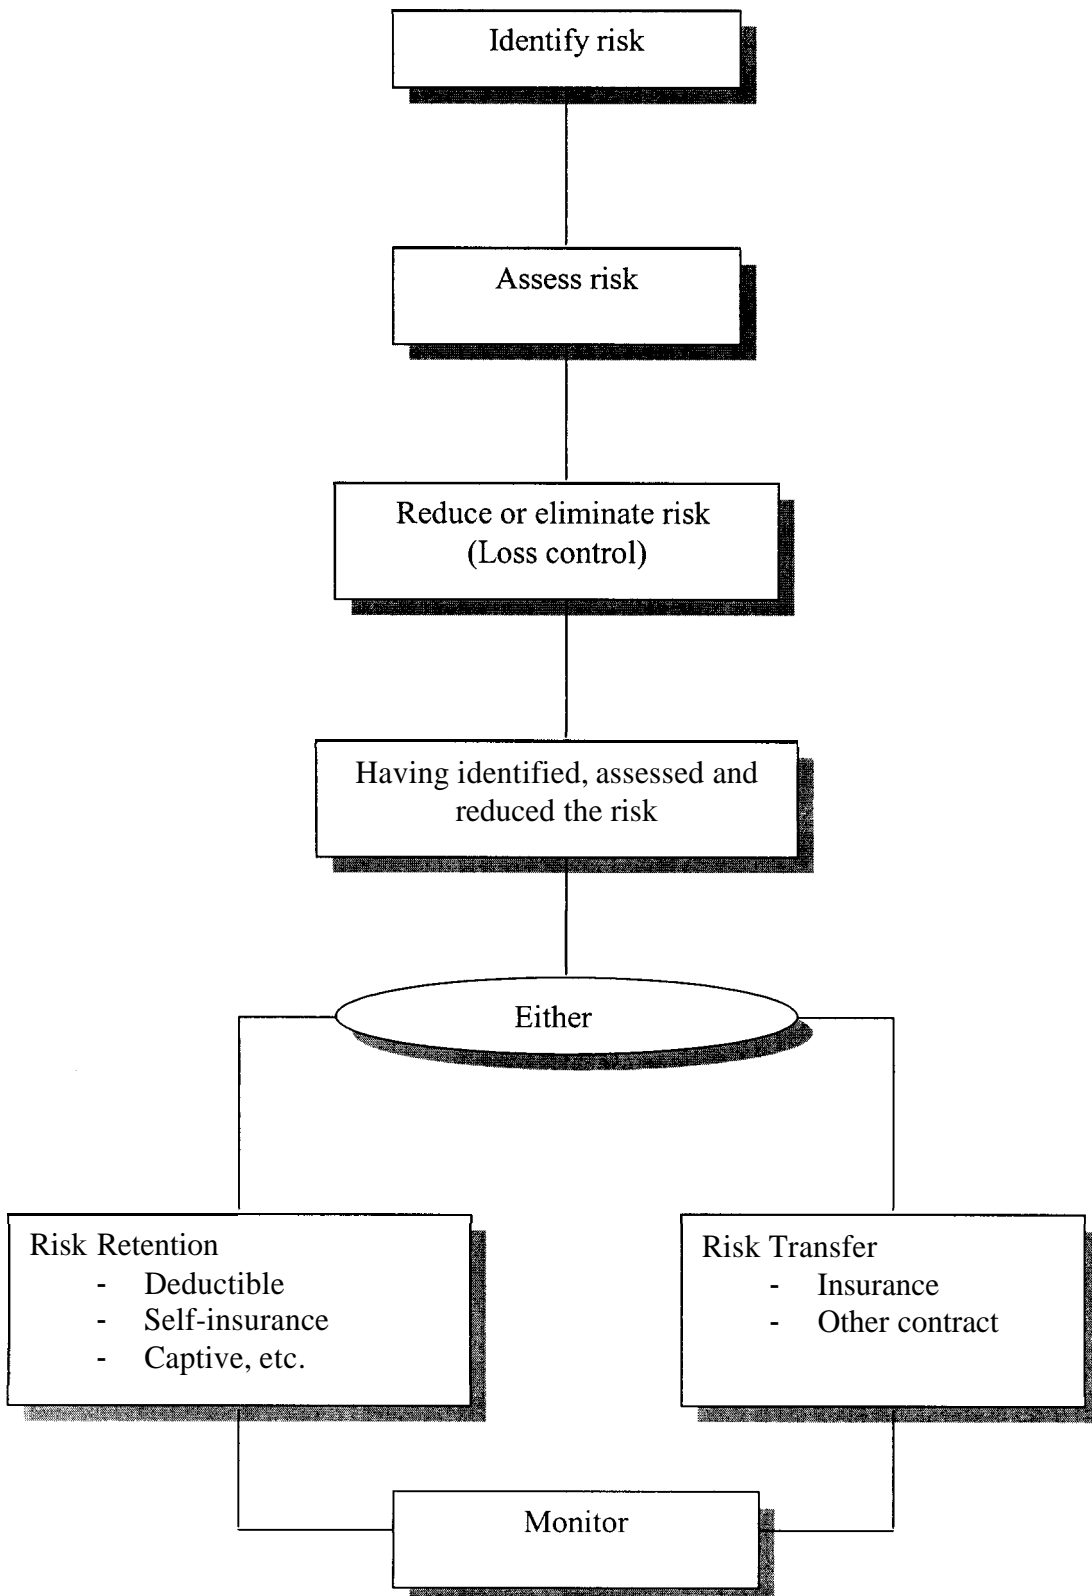 Identify risk
Assess risk
Reduce or eliminate risk
(Loss control)
Having identified, assessed and
reduced the risk
Either
Risk Retention
- Deductible
- Self-insurance
- Captive, etc.
Risk Transfer
- Insurance
- Other contract
Monitor